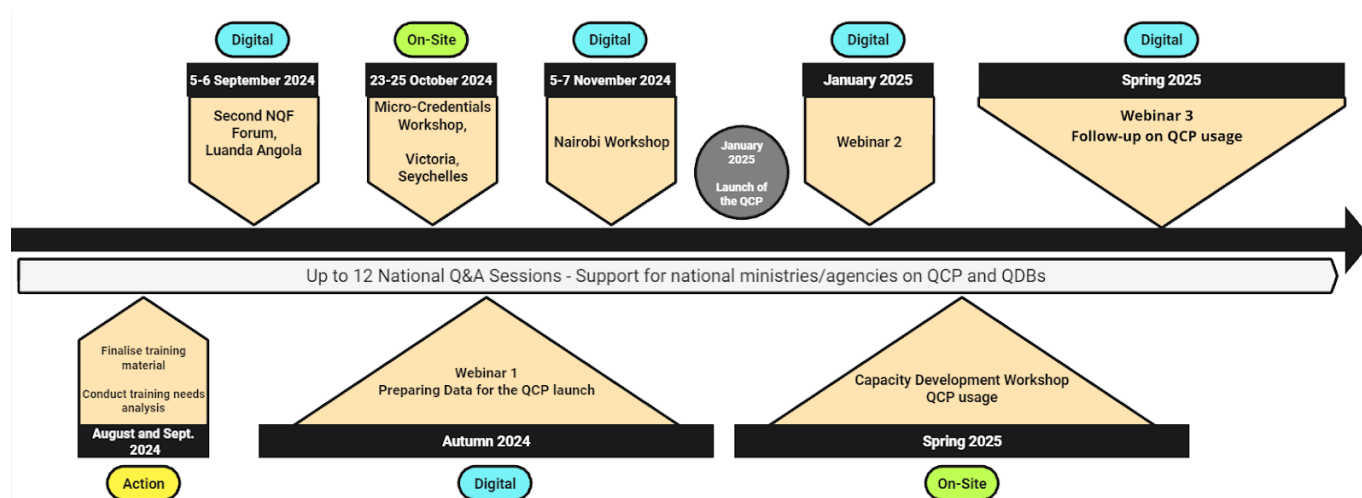 Digital
On-Site
Digital
Digital
Digital
5-6 September 2024
23-25 October 2024
5-7 November 2024
January 2025
Spring 2025
Second NQF
Forum,
Luanda Angola
Micro-Credentials
Workshop,
Victoria,
Seychelles
Nairobi Workshop
January
2025
Launch of
the QCP
Webinar 2
Webinar 3
Follow-up on QCP usage
Up to 12 National Q&A Sessions - Support for national ministries/agencies on QCP and QDBs
Finalise training
material
Conduct training needs
analysis
August and Sept.
2024
Action
Webinar 1
Preparing Data for the QCP launch
Autumn 2024
Digital
Capacity Development Workshop
QCP usage
Spring 2025
On-Site